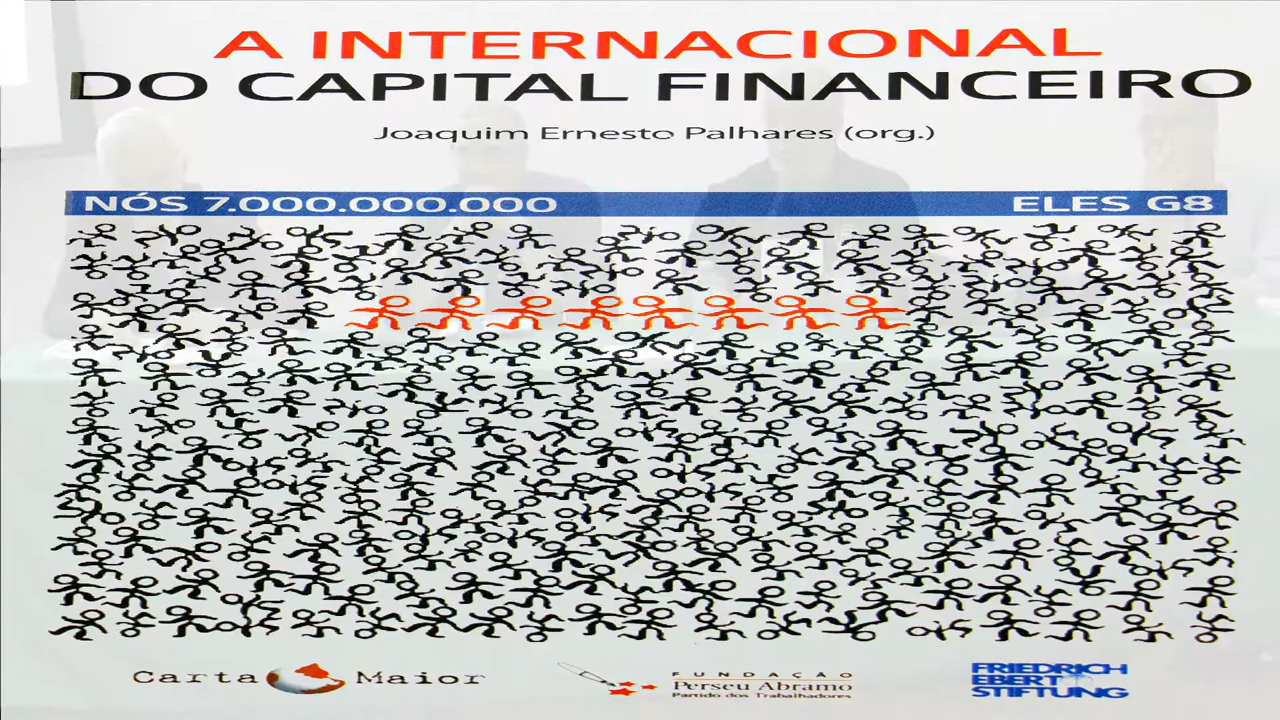 A INTERNACIONAL
DO CAPITAL FINANCEIRO
Joaquim Ernesto Palhares (org.)
NÓS 7.000.000.000 ELES G8
Carta Maior
FUNDAÇÃO
Perseu Abramo
Partido dos Trabalhadores
FRIEDRICH
EBERT
STIFTUNG